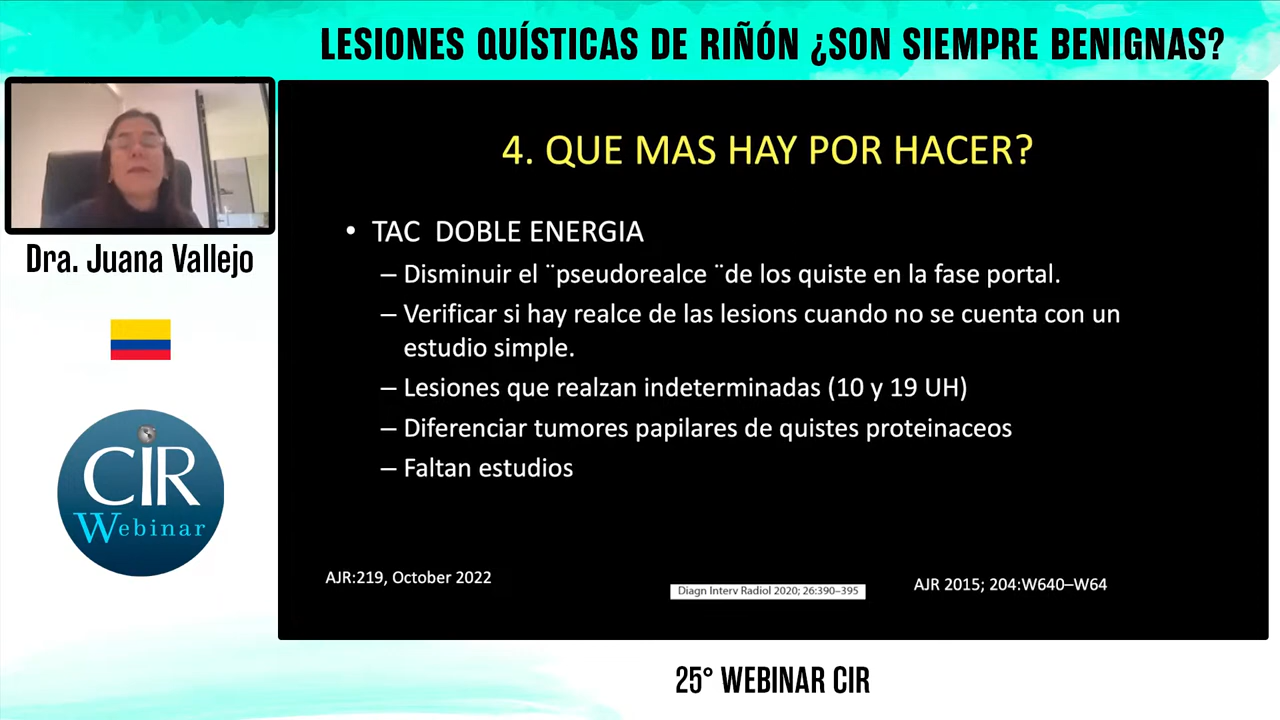 LESIONES QUÍSTICAS DE RIÑÓN ¿SON SIEMPRE BENIGNAS?
Dra. Juana Vallejo
CIR
Webinar
4. QUE MAS HAY POR HACER?
• TAC DOBLE ENERGIA
– Disminuir el ¨pseudorealce ¨de los quiste en la fase portal.
– Verificar si hay realce de las lesions cuando no se cuenta con un
estudio simple.
– Lesiones que realzan indeterminadas (10 y 19 UH)
– Diferenciar tumores papilares de quistes proteinaceos
– Faltan estudios
AJR:219, October 2022
Diagn Interv Radiol 2020; 26:390–395
AJR 2015; 204:W640–W64
25° WEBINAR CIR